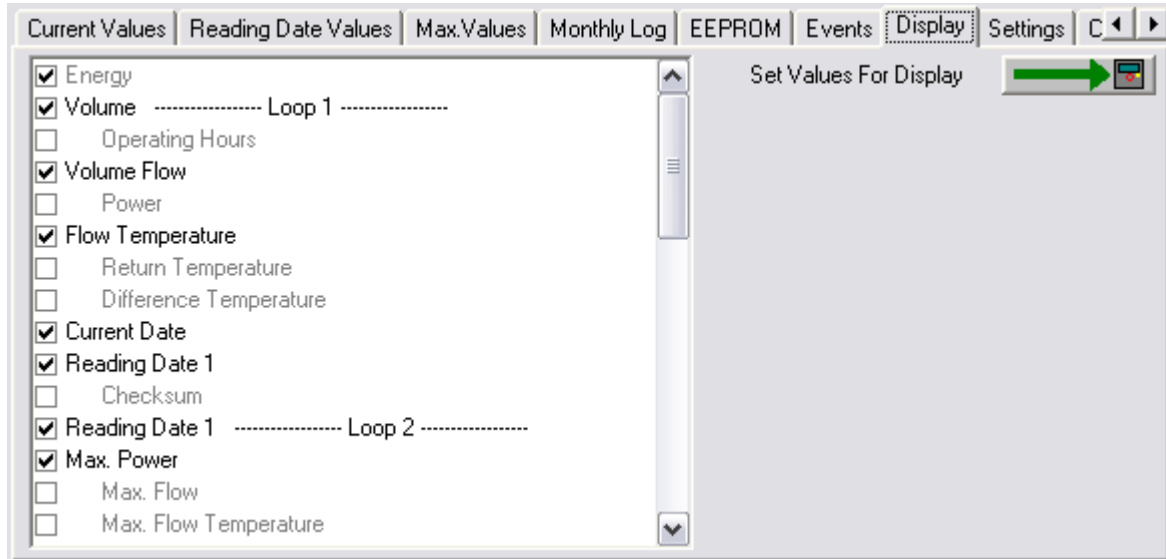 Current Values Reading Date Values Max.Values Monthly Log EEPROM Events Display Settings C
Energy
Set Values For Display
Volume ------------------ Loop 1 ------------------
Operating Hours
Volume Flow
Power
Flow Temperature
Return Temperature
Difference Temperature
Current Date
Reading Date 1
Checksum
Reading Date 1 ------------------ Loop 2 ------------------
Max. Power
Max. Flow
Max. Flow Temperature